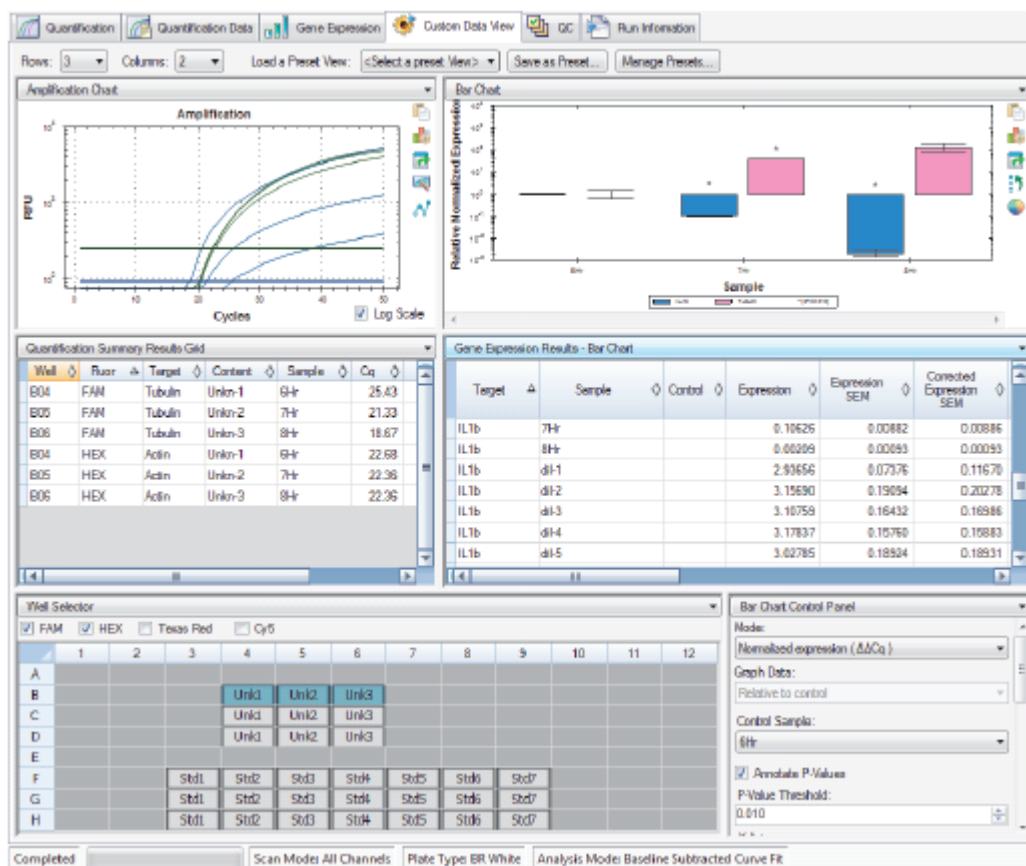 Quantification Quantification Data Gene Expression Custom Data View QC Run Information
Rows: 3 Columns: 2 Load a Preset View: <Select a preset View> Save as Preset... Manage Presets...
Amplification Chart
Amplification
RFU
0 10 20 30 40 50
Cycles
Log Scale
Bar Chart
Relative Normalized Expression
6Hr 7Hr 8Hr
Sample
Quantification Summary Results Grid
Well Fluor Target Content Sample Cq
B04 FAM Tubulin Unkn-1 6Hr 25.43
B05 FAM Tubulin Unkn-2 7Hr 21.33
B06 FAM Tubulin Unkn-3 8Hr 18.67
B04 HEX Actin Unkn-1 6Hr 22.68
B05 HEX Actin Unkn-2 7Hr 22.36
B06 HEX Actin Unkn-3 8Hr 22.36
Gene Expression Results - Bar Chart
Target Sample Control Expression Expression SEM Corrected Expression SEM
IL1b 7Hr 0.10626 0.00882 0.00886
IL1b 8Hr 0.00209 0.00093 0.00093
IL1b dil-1 2.93656 0.07376 0.11670
IL1b dil-2 3.15690 0.19094 0.20278
IL1b dil-3 3.10759 0.16432 0.16986
IL1b dil-4 3.17837 0.15760 0.15883
IL1b dil-5 3.02785 0.18924 0.18931
Well Selector
FAM HEX Texas Red Cy5
1 2 3 4 5 6 7 8 9 10 11 12
A
B Unk1 Unk2 Unk3
C Unk1 Unk2 Unk3
D Unk1 Unk2 Unk3
E
F Std1 Std2 Std3 Std4 Std5 Std6 Std7
G Std1 Std2 Std3 Std4 Std5 Std6 Std7
H Std1 Std2 Std3 Std4 Std5 Std6 Std7
Bar Chart Control Panel
Mode:
Normalized expression (ΔΔCq)
Graph Data:
Relative to control
Control Sample:
6Hr
Annotate P-Values
P-Value Threshold:
0.010
Completed Scan Mode: All Channels Plate Type: BR White Analysis Mode: Baseline Subtracted Curve Fit